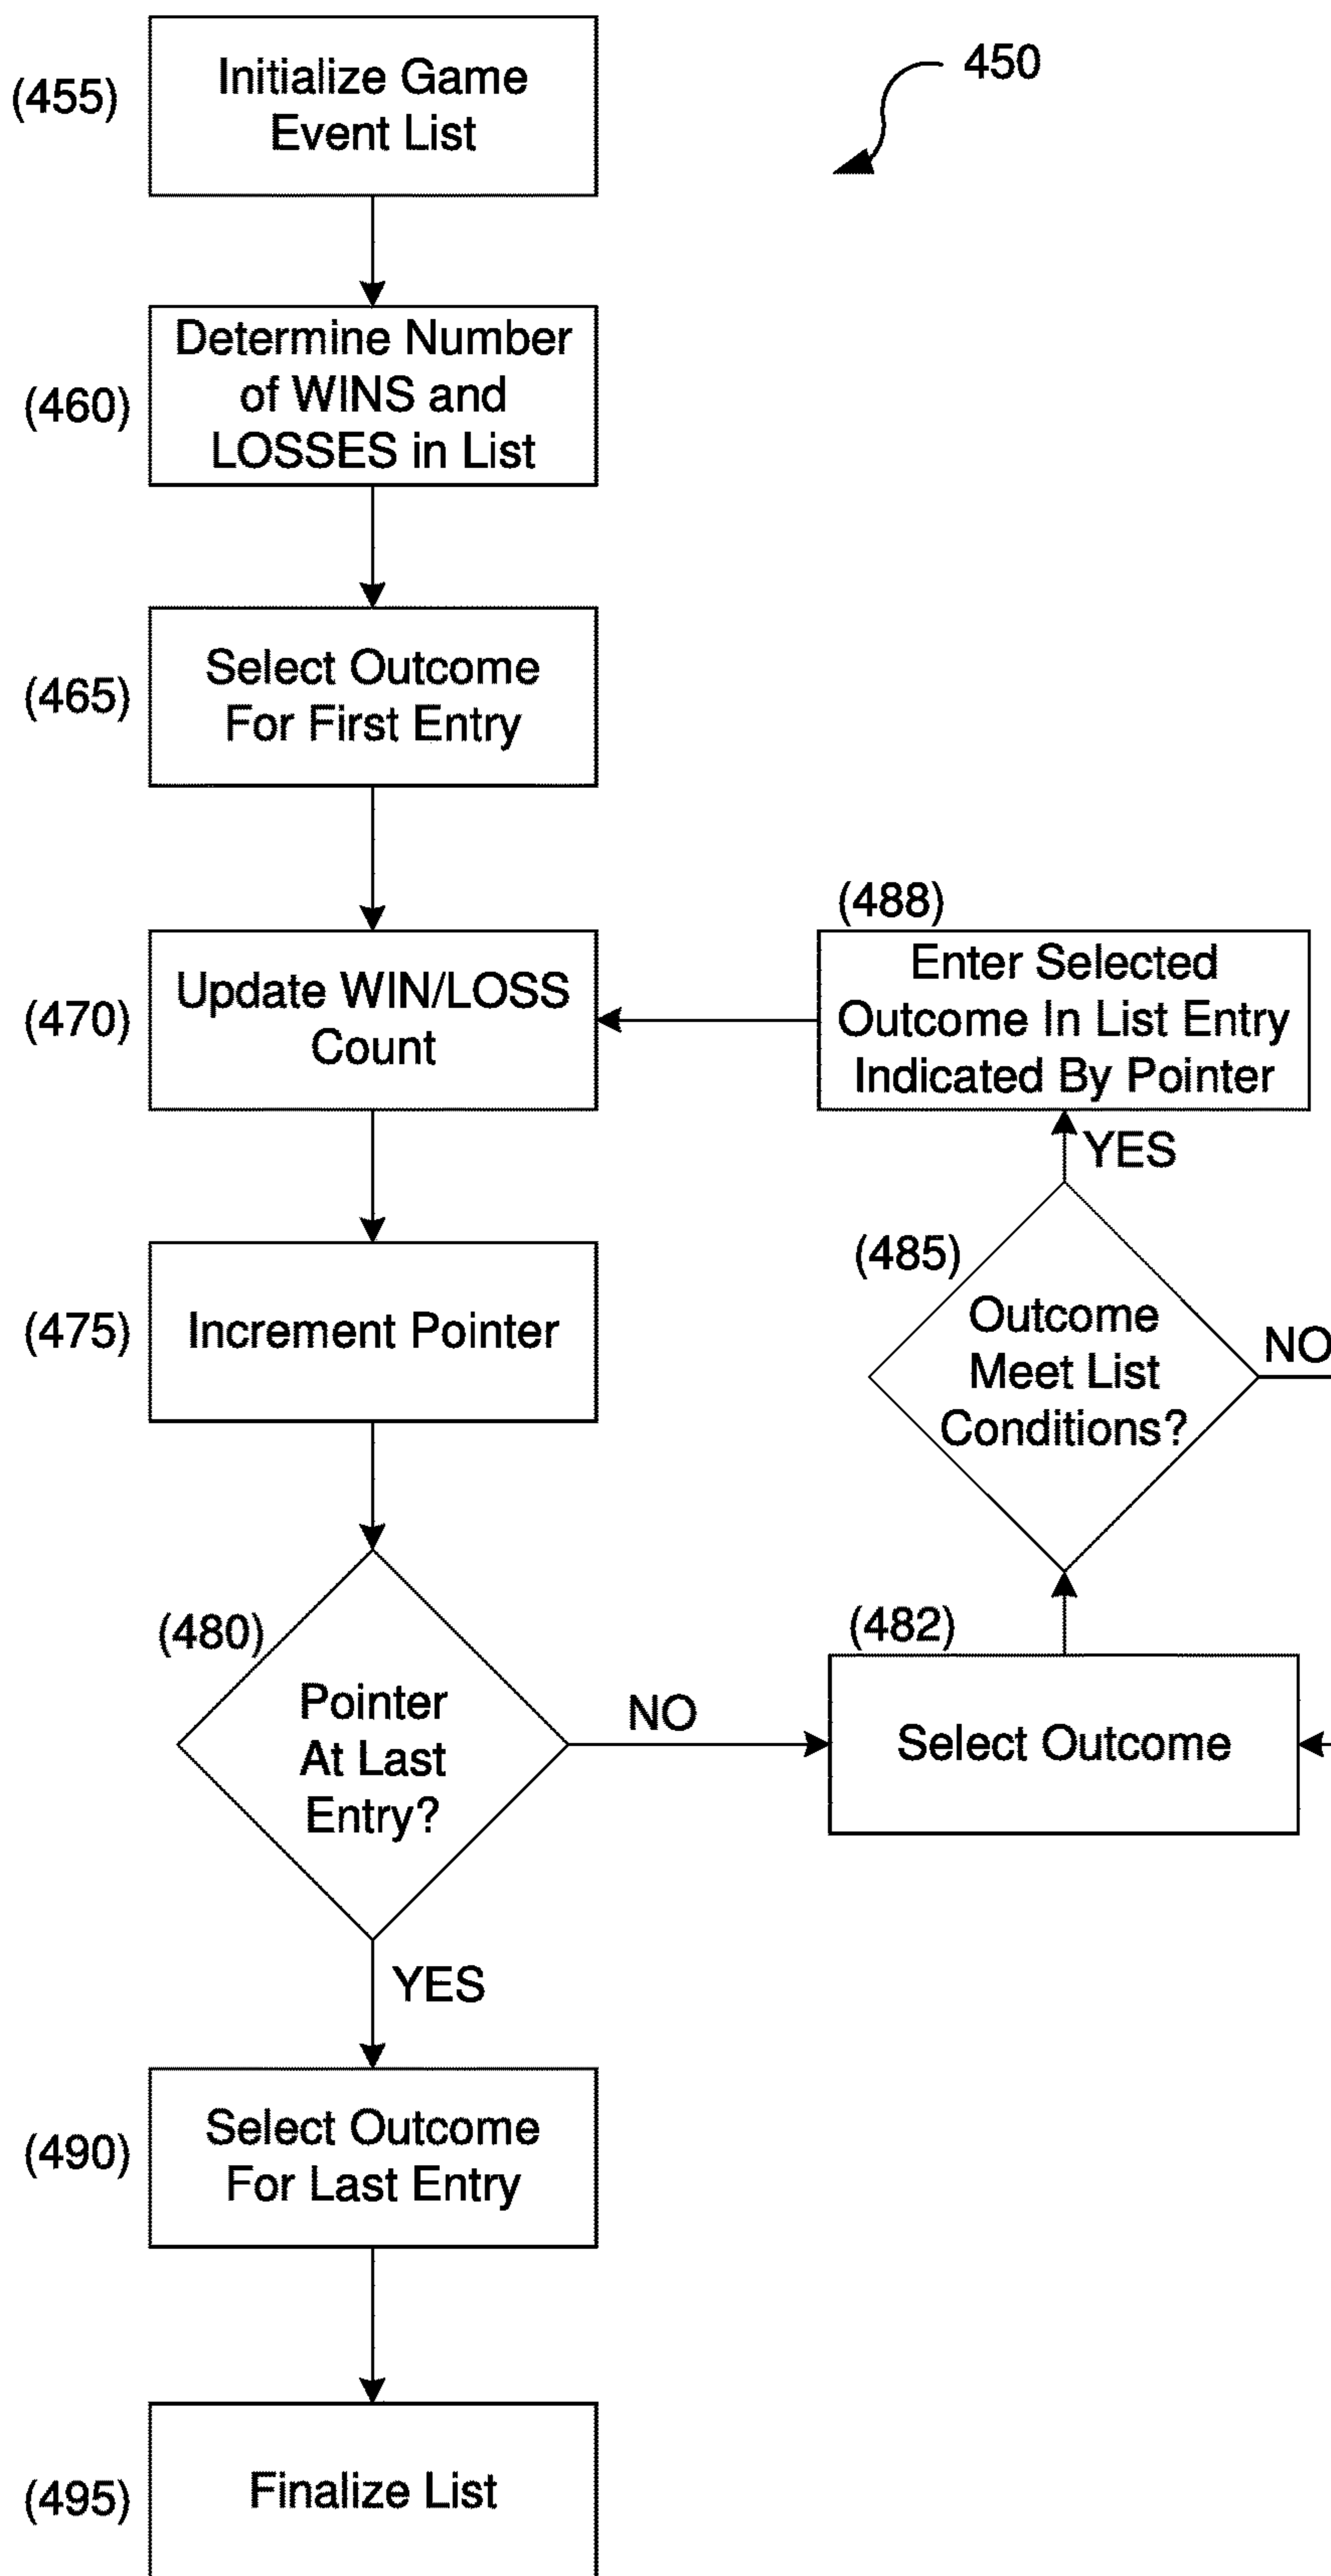 450
(455)
Initialize Game
Event List
(460)
Determine Number
of WINS and
LOSSES in List
(465)
Select Outcome
For First Entry
(470)
Update WIN/LOSS
Count
(488)
Enter Selected
Outcome In List Entry
Indicated By Pointer
YES
(475)
Increment Pointer
(485)
Outcome
Meet List
Conditions?
NO
(480)
Pointer
At Last
Entry?
NO
(482)
Select Outcome
YES
(490)
Select Outcome
For Last Entry
(495)
Finalize List